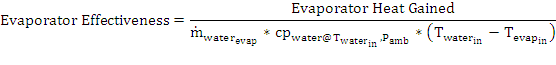 Evaporator Effectiveness = Evaporator Heat Gained / (ṁ_water_evap * cp_water@T_water_in,P_amb * (T_water_in − T_evap_in))